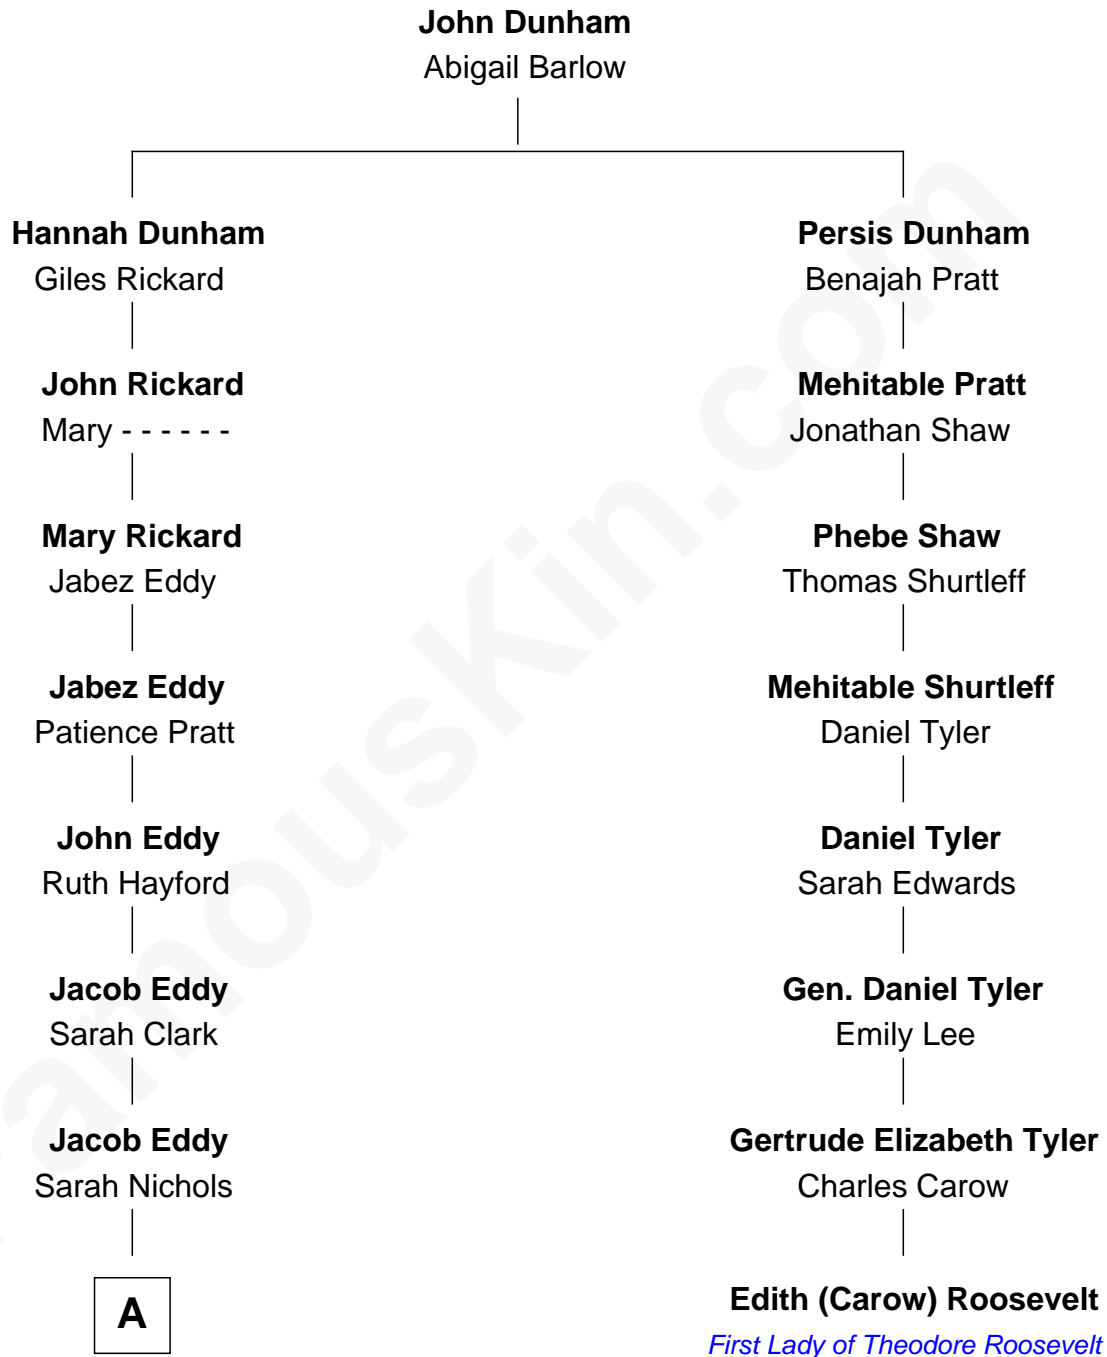 John Dunham
Abigail Barlow
Hannah Dunham
Giles Rickard
John Rickard
Mary - - - - - -
Mary Rickard
Jabez Eddy
Jabez Eddy
Patience Pratt
John Eddy
Ruth Hayford
Jacob Eddy
Sarah Clark
Jacob Eddy
Sarah Nichols
A
Persis Dunham
Benajah Pratt
Mehitable Pratt
Jonathan Shaw
Phebe Shaw
Thomas Shurtleff
Mehitable Shurtleff
Daniel Tyler
Daniel Tyler
Sarah Edwards
Gen. Daniel Tyler
Emily Lee
Gertrude Elizabeth Tyler
Charles Carow
Edith (Carow) Roosevelt
First Lady of Theodore Roosevelt
FamousKin.com